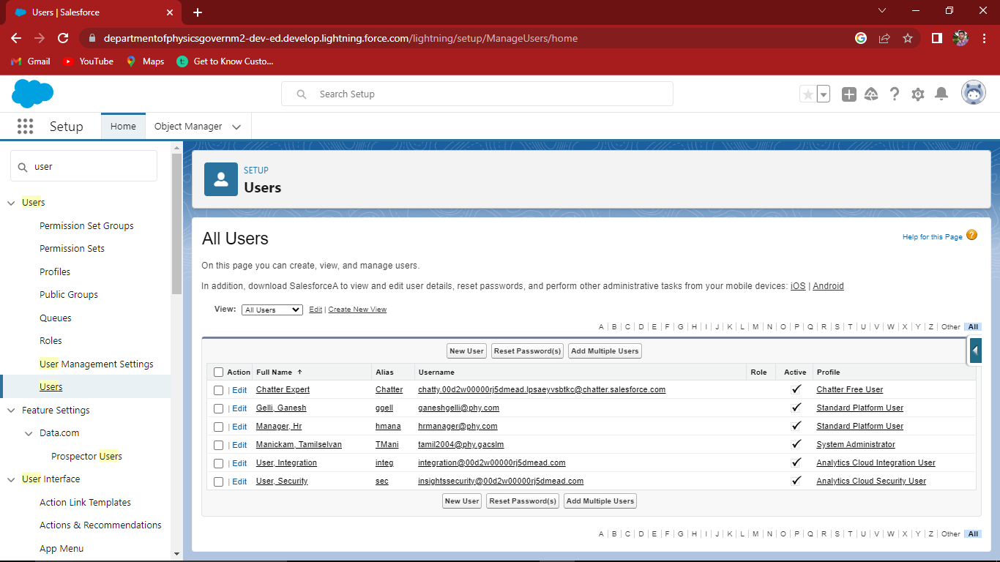 Users | Salesforce
departmentofphysicsgovernm2-dev-ed.develop.lightning.force.com/lightning/setup/ManageUsers/home
Gmail YouTube Maps Get to Know Custo...
Search Setup
Setup Home Object Manager
user
Users
Permission Set Groups
Permission Sets
Profiles
Public Groups
Queues
Roles
User Management Settings
Users
Feature Settings
Data.com
Prospector Users
User Interface
Action Link Templates
Actions & Recommendations
App Menu
SETUP
Users
All Users
Help for this Page ?
On this page you can create, view, and manage users.
In addition, download SalesforceA to view and edit user details, reset passwords, and perform other administrative tasks from your mobile devices: iOS | Android
View: All Users Edit | Create New View
A | B | C | D | E | F | G | H | I | J | K | L | M | N | O | P | Q | R | S | T | U | V | W | X | Y | Z | Other | All
New User Reset Password(s) Add Multiple Users
Action Full Name ↑ Alias Username Role Active Profile
| Edit Chatter Expert Chatter chatty.00d2w00000rj5dmead.lpsaeyvsbtkc@chatter.salesforce.com ✓ Chatter Free User
| Edit Gelli, Ganesh ggell ganeshgelli@phy.com ✓ Standard Platform User
| Edit Manager, Hr hmana hrmanager@phy.com ✓ Standard Platform User
| Edit Manickam, Tamilselvan TMani tamil2004@phy.gacslm ✓ System Administrator
| Edit User, Integration integ integration@00d2w00000rj5dmead.com ✓ Analytics Cloud Integration User
| Edit User, Security sec insightssecurity@00d2w00000rj5dmead.com ✓ Analytics Cloud Security User
New User Reset Password(s) Add Multiple Users
A | B | C | D | E | F | G | H | I | J | K | L | M | N | O | P | Q | R | S | T | U | V | W | X | Y | Z | Other | All